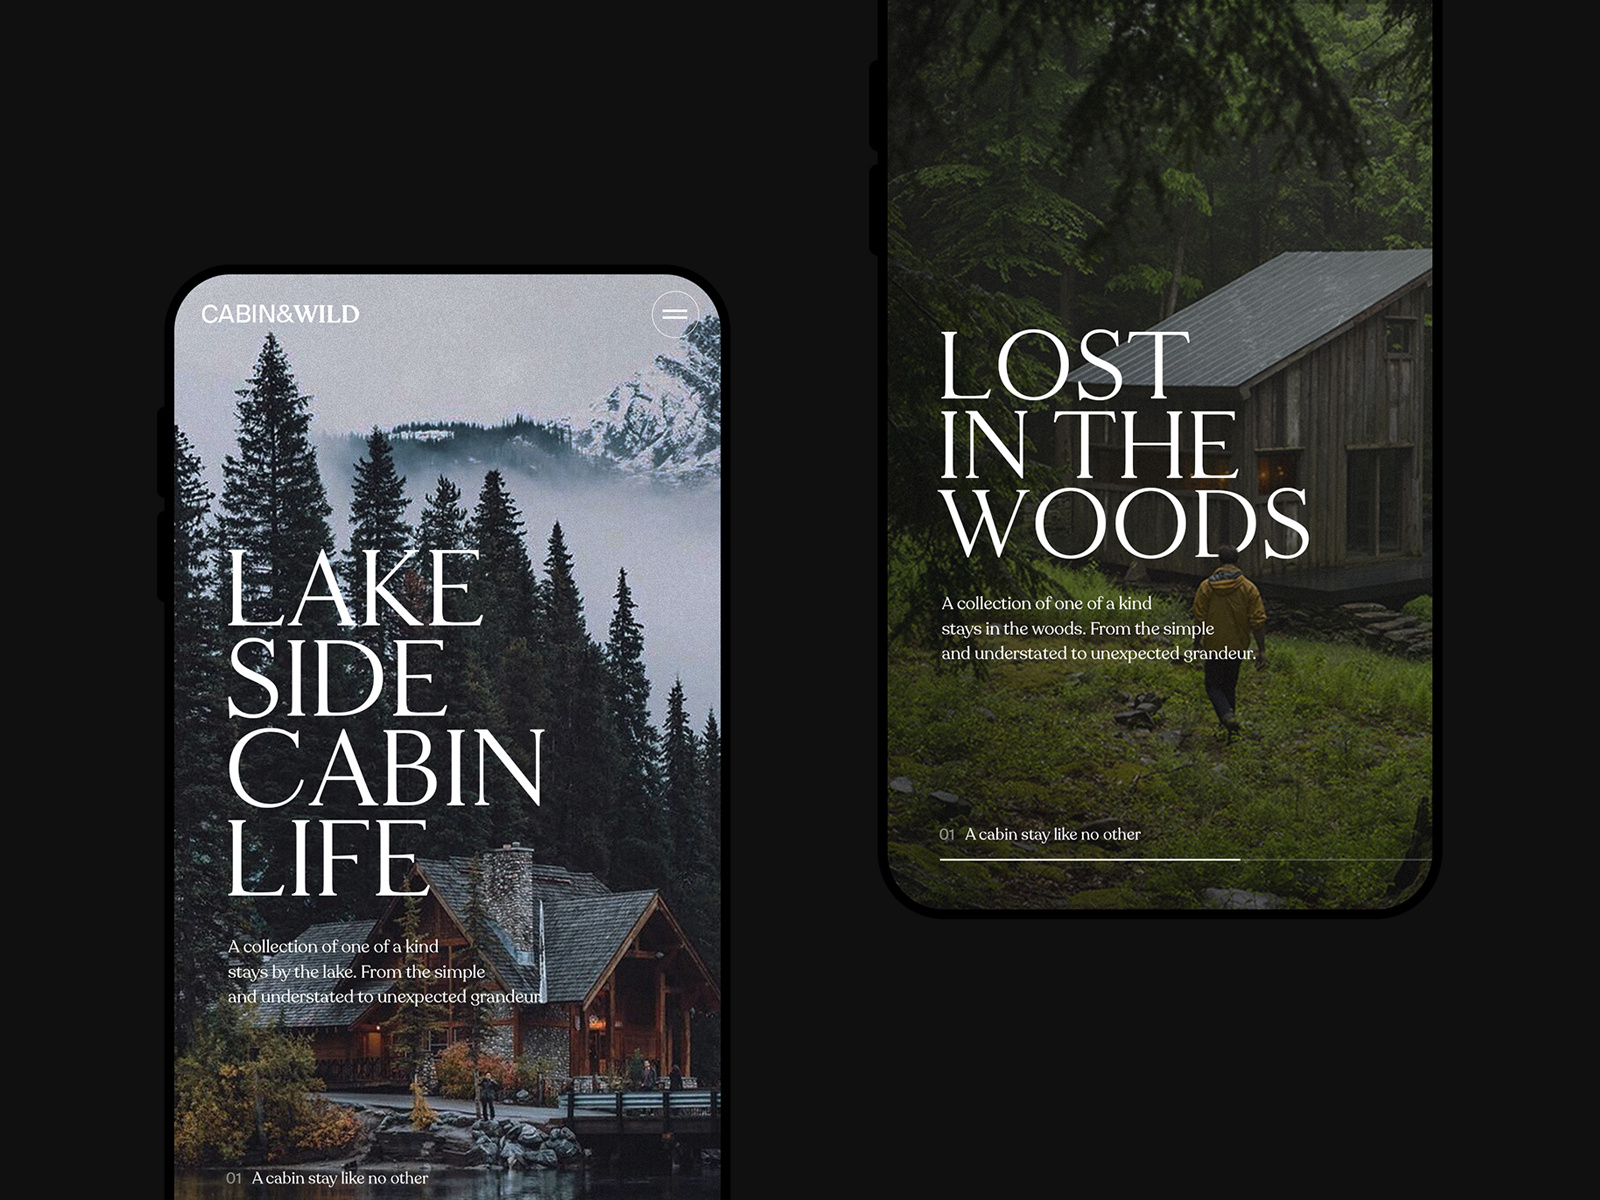 CABIN&WILD
LAKE
SIDE
CABIN
LIFE
A collection of one of a kind
stays by the lake. From the simple
and understated to unexpected grandeur.
01 A cabin stay like no other
LOST
IN THE
WOODS
A collection of one of a kind
stays in the woods. From the simple
and understated to unexpected grandeur.
01 A cabin stay like no other